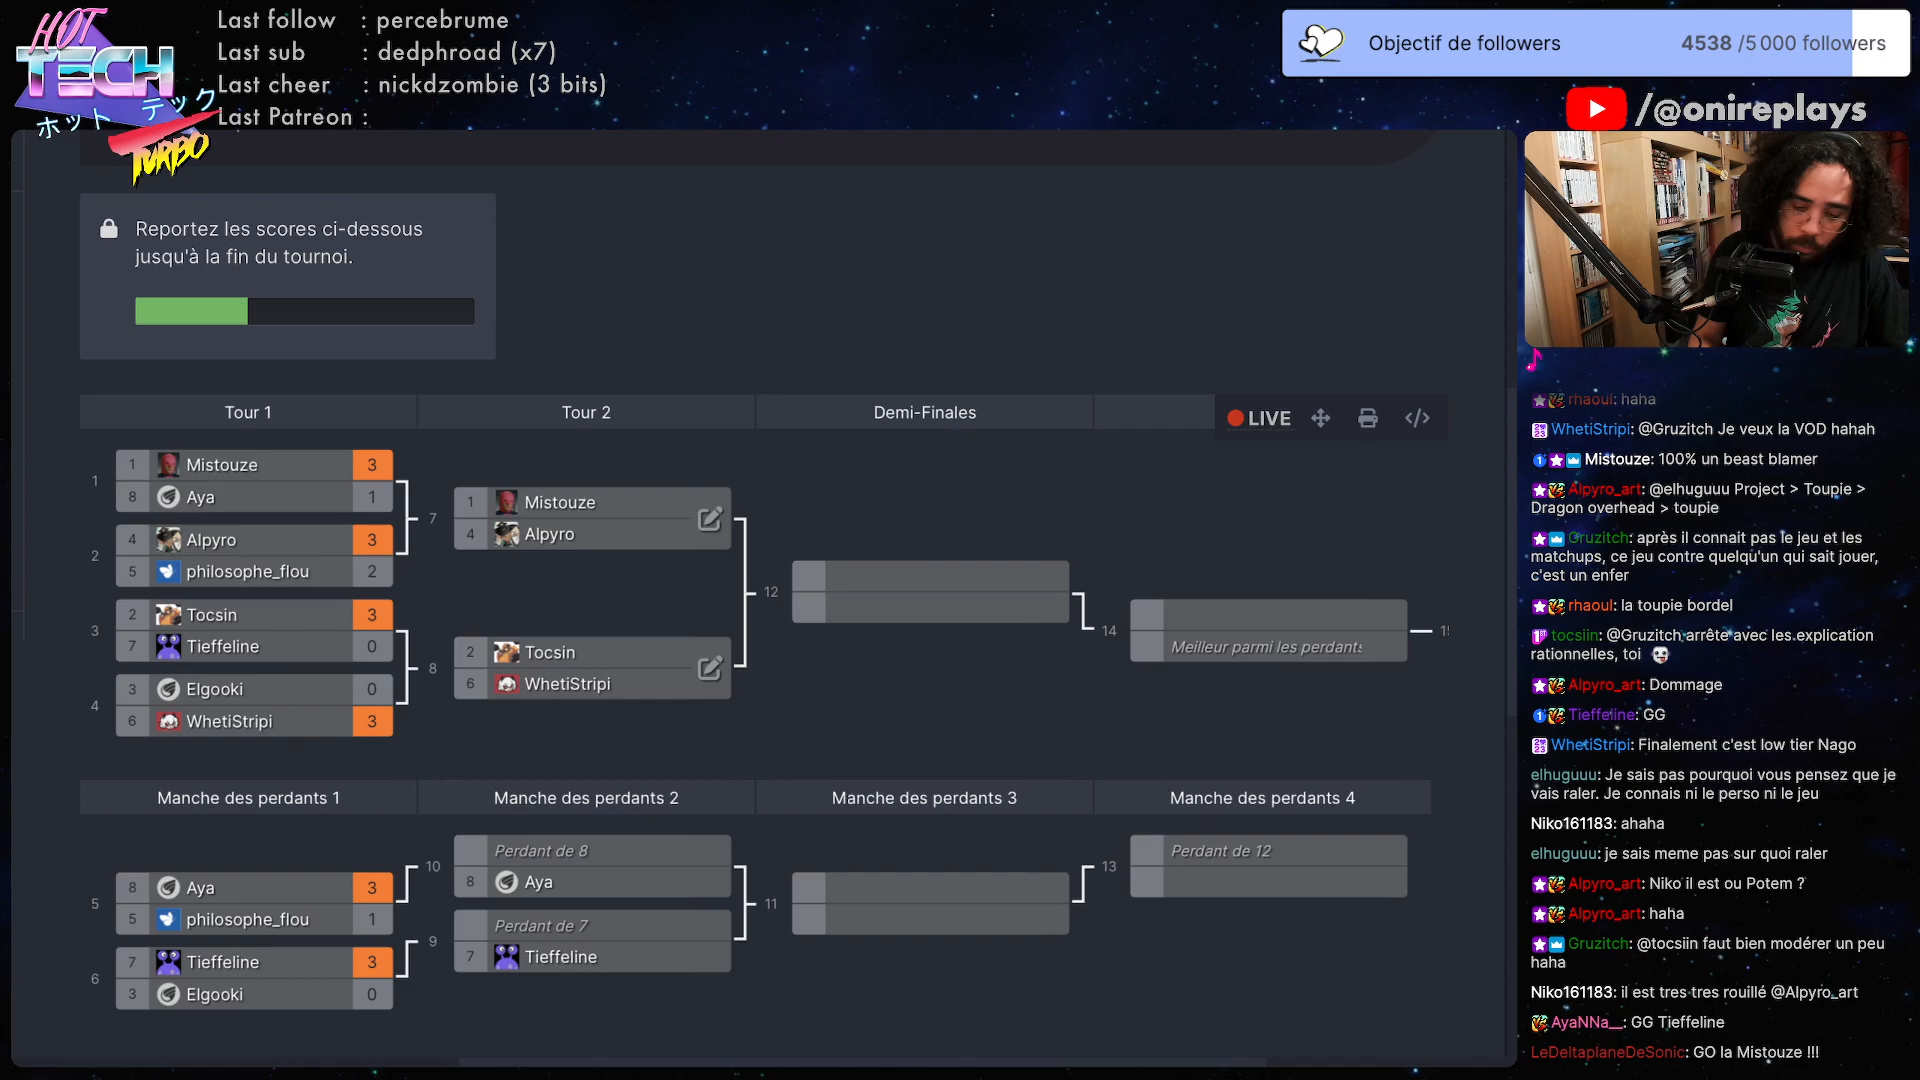 HOT
TECH
ホット テック
TURBO
Last follow : percebrume
Last sub : dedphroad (x7)
Last cheer : nickdzombie (3 bits)
Last Patreon :
Objectif de followers 4538 /5 000 followers
/@onireplays
Reportez les scores ci-dessous
jusqu'à la fin du tournoi.
Tour 1 Tour 2 Demi-Finales
LIVE
1
1 Mistouze 3
8 Aya 1
2
4 Alpyro 3
5 philosophe_flou 2
3
2 Tocsin 3
7 Tieffeline 0
4
3 Elgooki 0
6 WhetiStripi 3
7
1 Mistouze
4 Alpyro
8
2 Tocsin
6 WhetiStripi
12
14
Meilleur parmi les perdants
Manche des perdants 1 Manche des perdants 2 Manche des perdants 3 Manche des perdants 4
5
8 Aya 3
5 philosophe_flou 1
6
7 Tieffeline 3
3 Elgooki 0
10
Perdant de 8
8 Aya
9
Perdant de 7
7 Tieffeline
11
13
Perdant de 12
rhaoul: haha
WhetiStripi: @Gruzitch Je veux la VOD hahah
Mistouze: 100% un beast blamer
Alpyro_art: @elhuguuu Project > Toupie >
Dragon overhead > toupie
Gruzitch: après il connait pas le jeu et les
matchups, ce jeu contre quelqu'un qui sait jouer,
c'est un enfer
rhaoul: la toupie bordel
tocsiin: @Gruzitch arrête avec les explication
rationnelles, toi
Alpyro_art: Dommage
Tieffeline: GG
WhetiStripi: Finalement c'est low tier Nago
elhuguuu: Je sais pas pourquoi vous pensez que je
vais raler. Je connais ni le perso ni le jeu
Niko161183: ahaha
elhuguuu: je sais meme pas sur quoi raler
Alpyro_art: Niko il est ou Potem ?
Alpyro_art: haha
Gruzitch: @tocsiin faut bien modérer un peu
haha
Niko161183: il est tres tres rouillé @Alpyro_art
AyaNNa__: GG Tieffeline
LeDeltaplaneDeSonic: GO la Mistouze !!!